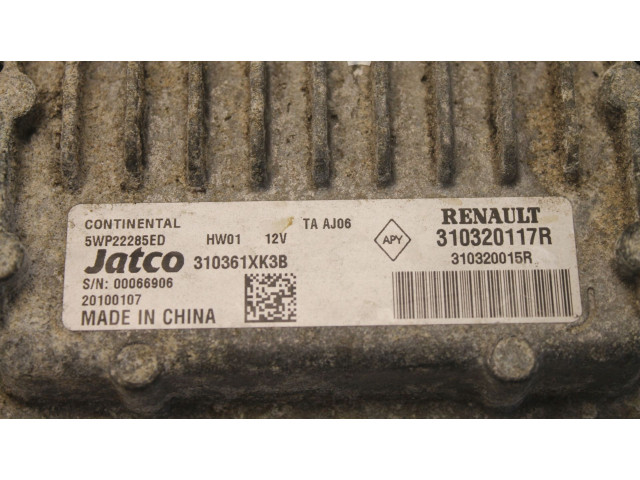 CONTINENTAL TA AJ06
5WP22285ED HW01 12V
Jatco 310361XK3B
S/N: 00066906
20100107
MADE IN CHINA
APY
RENAULT
310320117R
310320015R